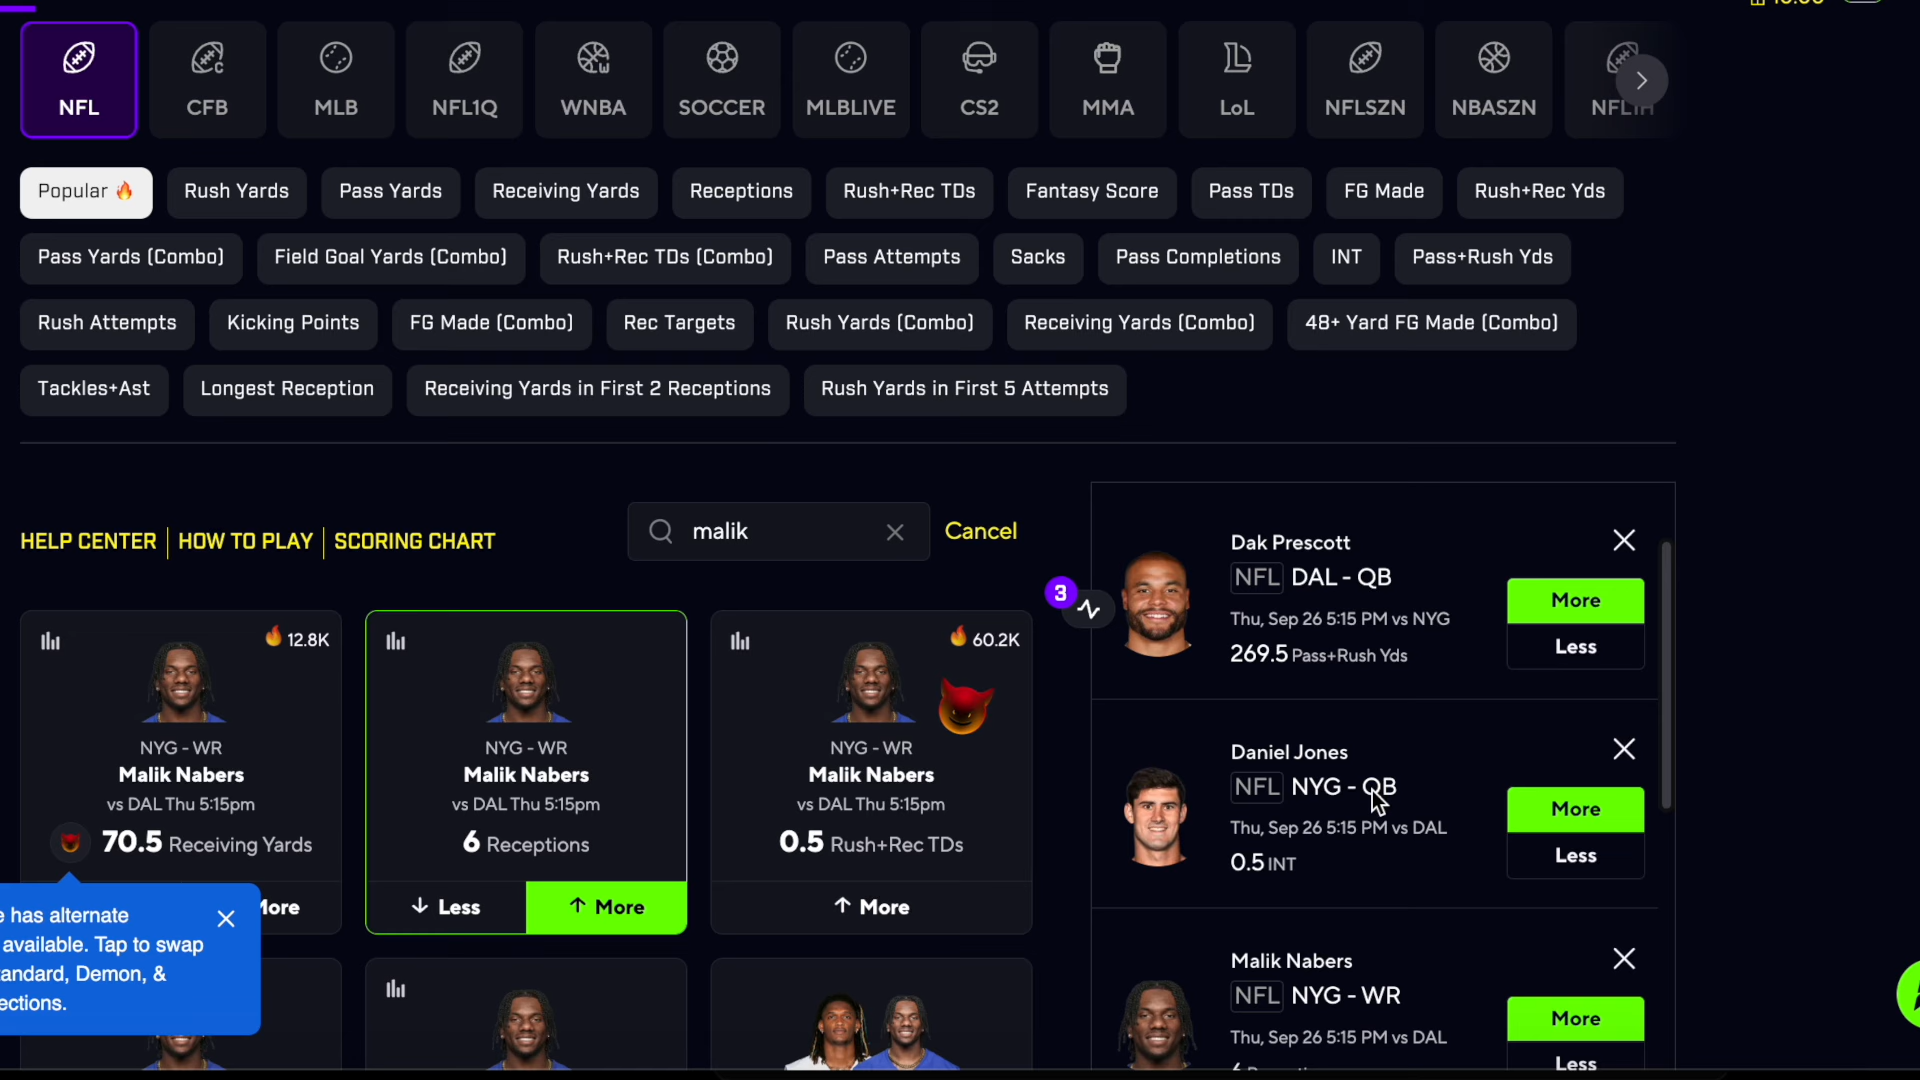 NFL
CFB
MLB
NFL1Q
WNBA
SOCCER
MLBLIVE
CS2
MMA
LoL
NFLSZN
NBASZN
Popular
Rush Yards
Pass Yards
Receiving Yards
Receptions
Rush+Rec TDs
Fantasy Score
Pass TDs
FG Made
Rush+Rec Yds
Pass Yards (Combo)
Field Goal Yards (Combo)
Rush+Rec TDs (Combo)
Pass Attempts
Sacks
Pass Completions
INT
Pass+Rush Yds
Rush Attempts
Kicking Points
FG Made (Combo)
Rec Targets
Rush Yards (Combo)
Receiving Yards (Combo)
48+ Yard FG Made (Combo)
Tackles+Ast
Longest Reception
Receiving Yards in First 2 Receptions
Rush Yards in First 5 Attempts
HELP CENTER
HOW TO PLAY
SCORING CHART
malik
Cancel
12.8K
NYG - WR
Malik Nabers
vs DAL Thu 5:15pm
70.5 Receiving Yards
More
e has alternate
available. Tap to swap
tandard, Demon, &
ections.
NYG - WR
Malik Nabers
vs DAL Thu 5:15pm
6 Receptions
Less
More
60.2K
NYG - WR
Malik Nabers
vs DAL Thu 5:15pm
0.5 Rush+Rec TDs
More
3
Dak Prescott
NFL DAL - QB
Thu, Sep 26 5:15 PM vs NYG
269.5 Pass+Rush Yds
More
Less
Daniel Jones
NFL NYG - QB
Thu, Sep 26 5:15 PM vs DAL
0.5 INT
More
Less
Malik Nabers
NFL NYG - WR
Thu, Sep 26 5:15 PM vs DAL
More
Less